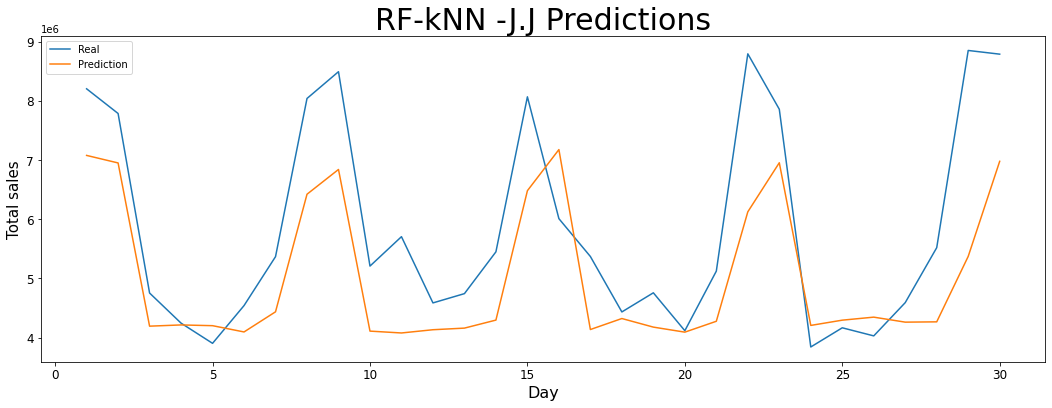 RF-kNN -J.J Predictions
1e6
Real
Prediction
9
8
7
6
5
4
Total sales
0 5 10 15 20 25 30
Day